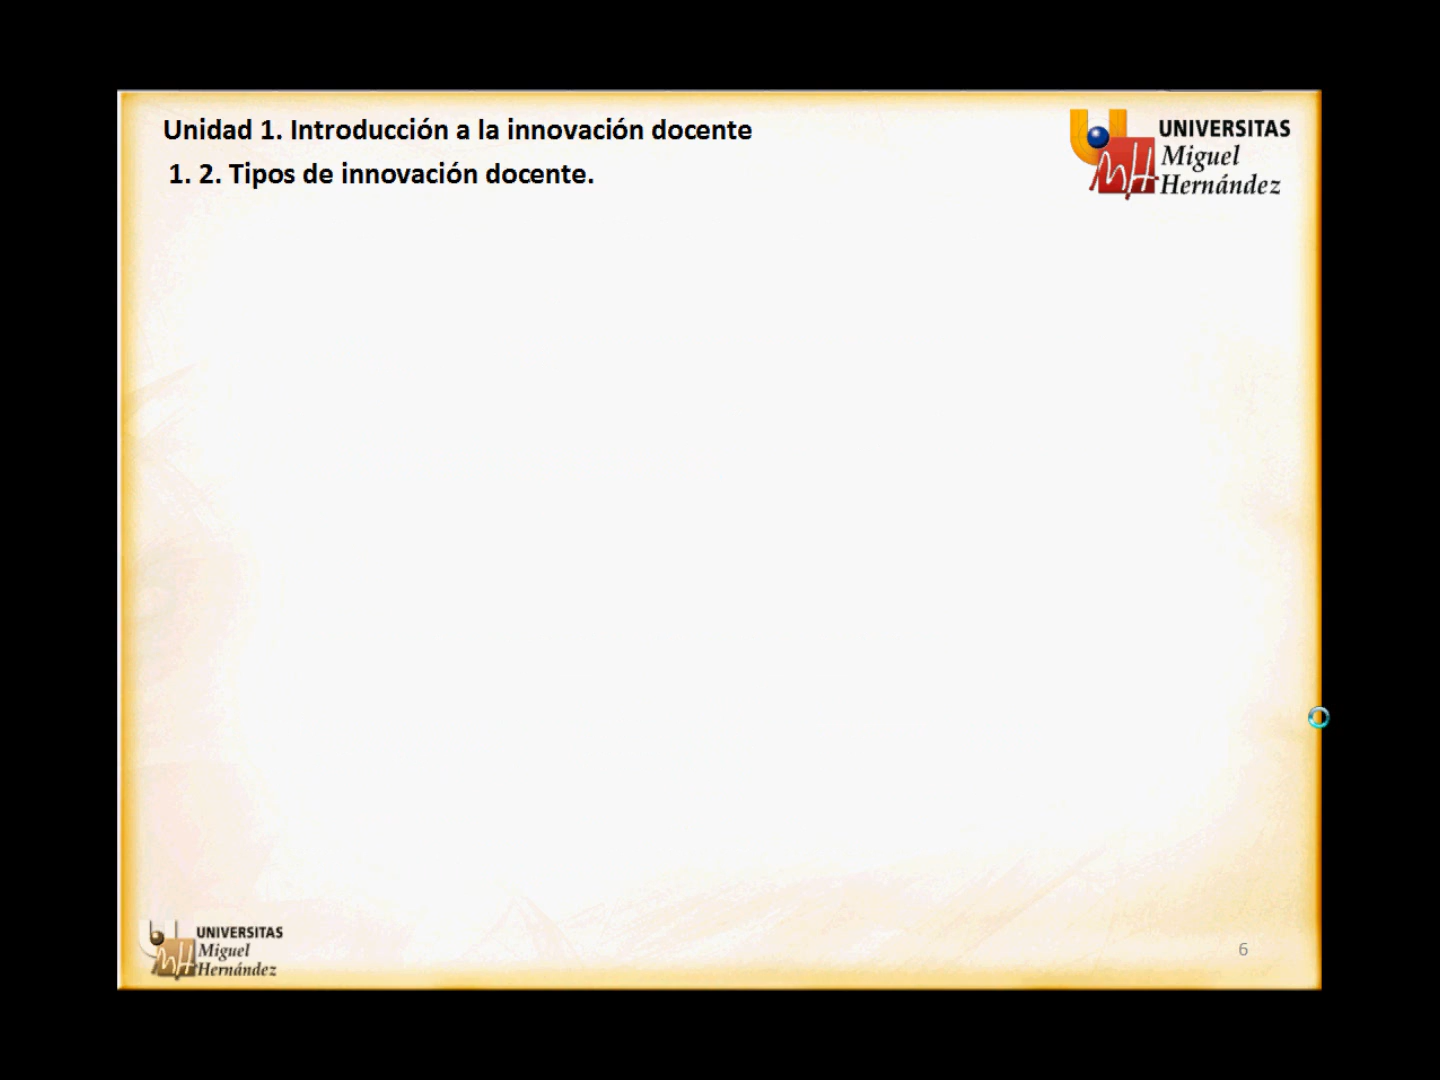 Unidad 1. Introducción a la innovación docente
1. 2. Tipos de innovación docente.
UNIVERSITAS
Miguel
Hernández
UNIVERSITAS
Miguel
Hernández
6